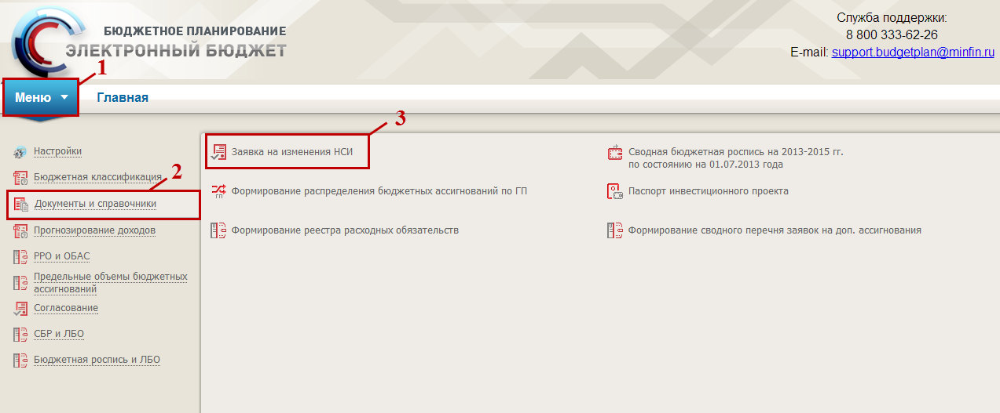 БЮДЖЕТНОЕ ПЛАНИРОВАНИЕ
ЭЛЕКТРОННЫЙ БЮДЖЕТ
Служба поддержки:
8 800 333-62-26
E-mail: support.budgetplan@minfin.ru
1
Меню
Главная
3
Настройки
Бюджетная классификация
2
Документы и справочники
Прогнозирование доходов
РРО и ОБАС
Предельные объемы бюджетных
ассигнований
Согласование
СБР и ЛБО
Бюджетная роспись и ЛБО
Заявка на изменения НСИ
Сводная бюджетная роспись на 2013-2015 гг.
по состоянию на 01.07.2013 года
ГП
Формирование распределения бюджетных ассигнований по ГП
Паспорт инвестиционного проекта
Формирование реестра расходных обязательств
Формирование сводного перечня заявок на доп. ассигнования